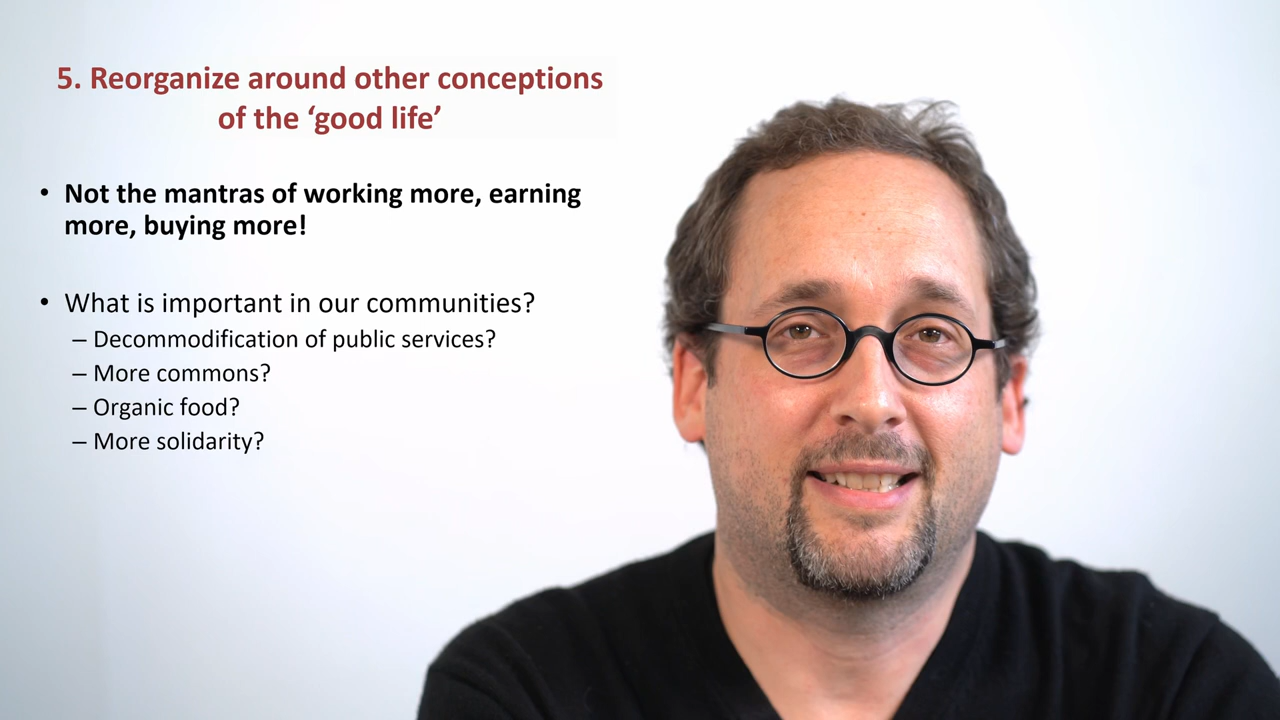 5. Reorganize around other conceptions
of the ‘good life’
• Not the mantras of working more, earning
more, buying more!
• What is important in our communities?
– Decommodification of public services?
– More commons?
– Organic food?
– More solidarity?